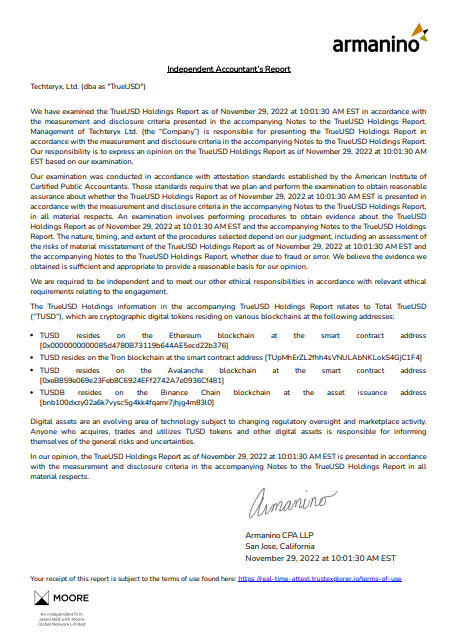 armanino
Independent Accountant's Report
Techteryx, Ltd. (dba as "TrueUSD")
We have examined the TrueUSD Holdings Report as of November 29, 2022 at 10:01:30 AM EST in accordance with
the measurement and disclosure criteria presented in the accompanying Notes to the TrueUSD Holdings Report.
Management of Techteryx Ltd. (the "Company") is responsible for presenting the TrueUSD Holdings Report in
accordance with the measurement and disclosure criteria in the accompanying Notes to the TrueUSD Holdings Report.
Our responsibility is to express an opinion on the TrueUSD Holdings Report as of November 29, 2022 at 10:01:30 AM
EST based on our examination.
Our examination was conducted in accordance with attestation standards established by the American Institute of
Certified Public Accountants. Those standards require that we plan and perform the examination to obtain reasonable
assurance about whether the TrueUSD Holdings Report as of November 29, 2022 at 10:01:30 AM EST is presented in
accordance with the measurement and disclosure criteria in the accompanying Notes to the TrueUSD Holdings Report
in all material respects. An examination involves performing procedures to obtain evidence about the TrueUSD
Holdings Report as of November 29, 2022 at 10:01:30 AM EST and the accompanying Notes to the TrueUSD Holdings
Report. The nature, timing, and extent of the procedures selected depend on our judgment, including an assessment of
the risks of material misstatement of the TrueUSD Holdings Report as of November 29, 2022 at 10:01:30 AM EST and
the accompanying Notes to the TrueUSD Holdings Report, whether due to fraud or error. We believe the evidence we
obtained is sufficient and appropriate to provide a reasonable basis for our opinion.
We are required to be independent and to meet our other ethical responsibilities in accordance with relevant ethical
requirements relating to the engagement.
The TrueUSD Holdings information in the accompanying TrueUSD Holdings Report relates to Total TrueUSD
("TUSD"), which are cryptographic digital tokens residing on various blockchains at the following addresses:
• TUSD resides on the Ethereum blockchain at the smart contract address
[0x0000000000085d4780B73119b644AE5ecd22b376]
• TUSD resides on the Tron blockchain at the smart contract address [TUpMhErZL2fhh4sVNULAbNKLokS4GjC1F4]
• TUSD resides on the Avalanche blockchain at the smart contract address
[0xeB859e069e23Feb8C6924EFf2742A7e0936Cf481]
• TUSDB resides on the Binance Chain blockchain at the asset issuance address
[bnb100dxzy02a6k7vysc5g4kk4fqamr7jhjg4m83l0]
Digital assets are an evolving area of technology subject to changing regulatory oversight and marketplace activity.
Anyone who acquires, trades and utilizes TUSD tokens and other digital assets is responsible for informing
themselves of the general risks and uncertainties.
In our opinion, the TrueUSD Holdings Report as of November 29, 2022 at 10:01:30 AM EST is presented in accordance
with the measurement and disclosure criteria in the accompanying Notes to the TrueUSD Holdings Report in all
material respects.
Armanino
Armanino CPA LLP
San Jose, California
November 29, 2022 at 10:01:30 AM EST
Your receipt of this report is subject to the terms of use found here: https://real-time-attest.trustexplorer.io/terms-of-use
MOORE
An independent firm
associated with Moore
Global Network Limited